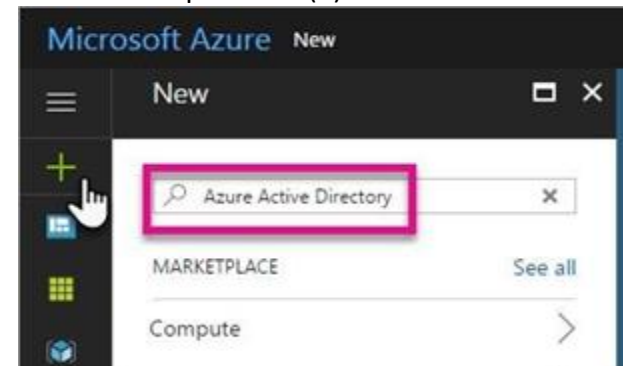 Microsoft Azure New
New
Azure Active Directory
MARKETPLACE See all
Compute